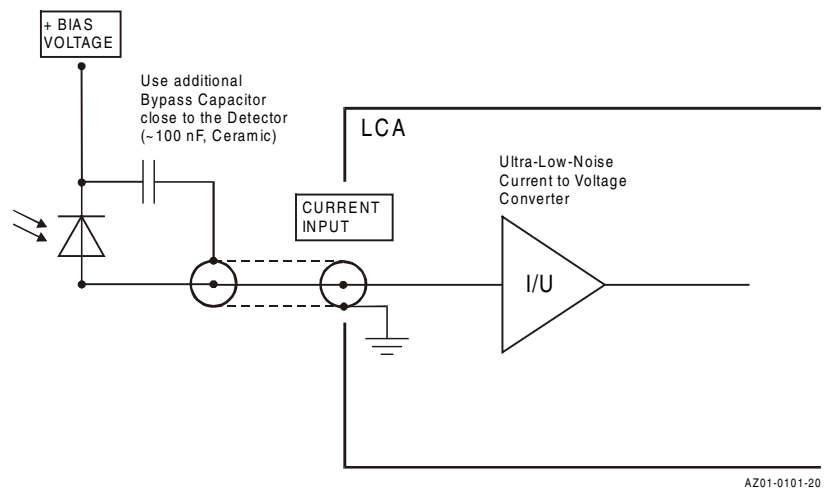 + BIAS
VOLTAGE
Use additional
Bypass Capacitor
close to the Detector
(~100 nF, Ceramic)
LCA
Ultra-Low-Noise
Current to Voltage
Converter
CURRENT
INPUT
I/U
AZ01-0101-20